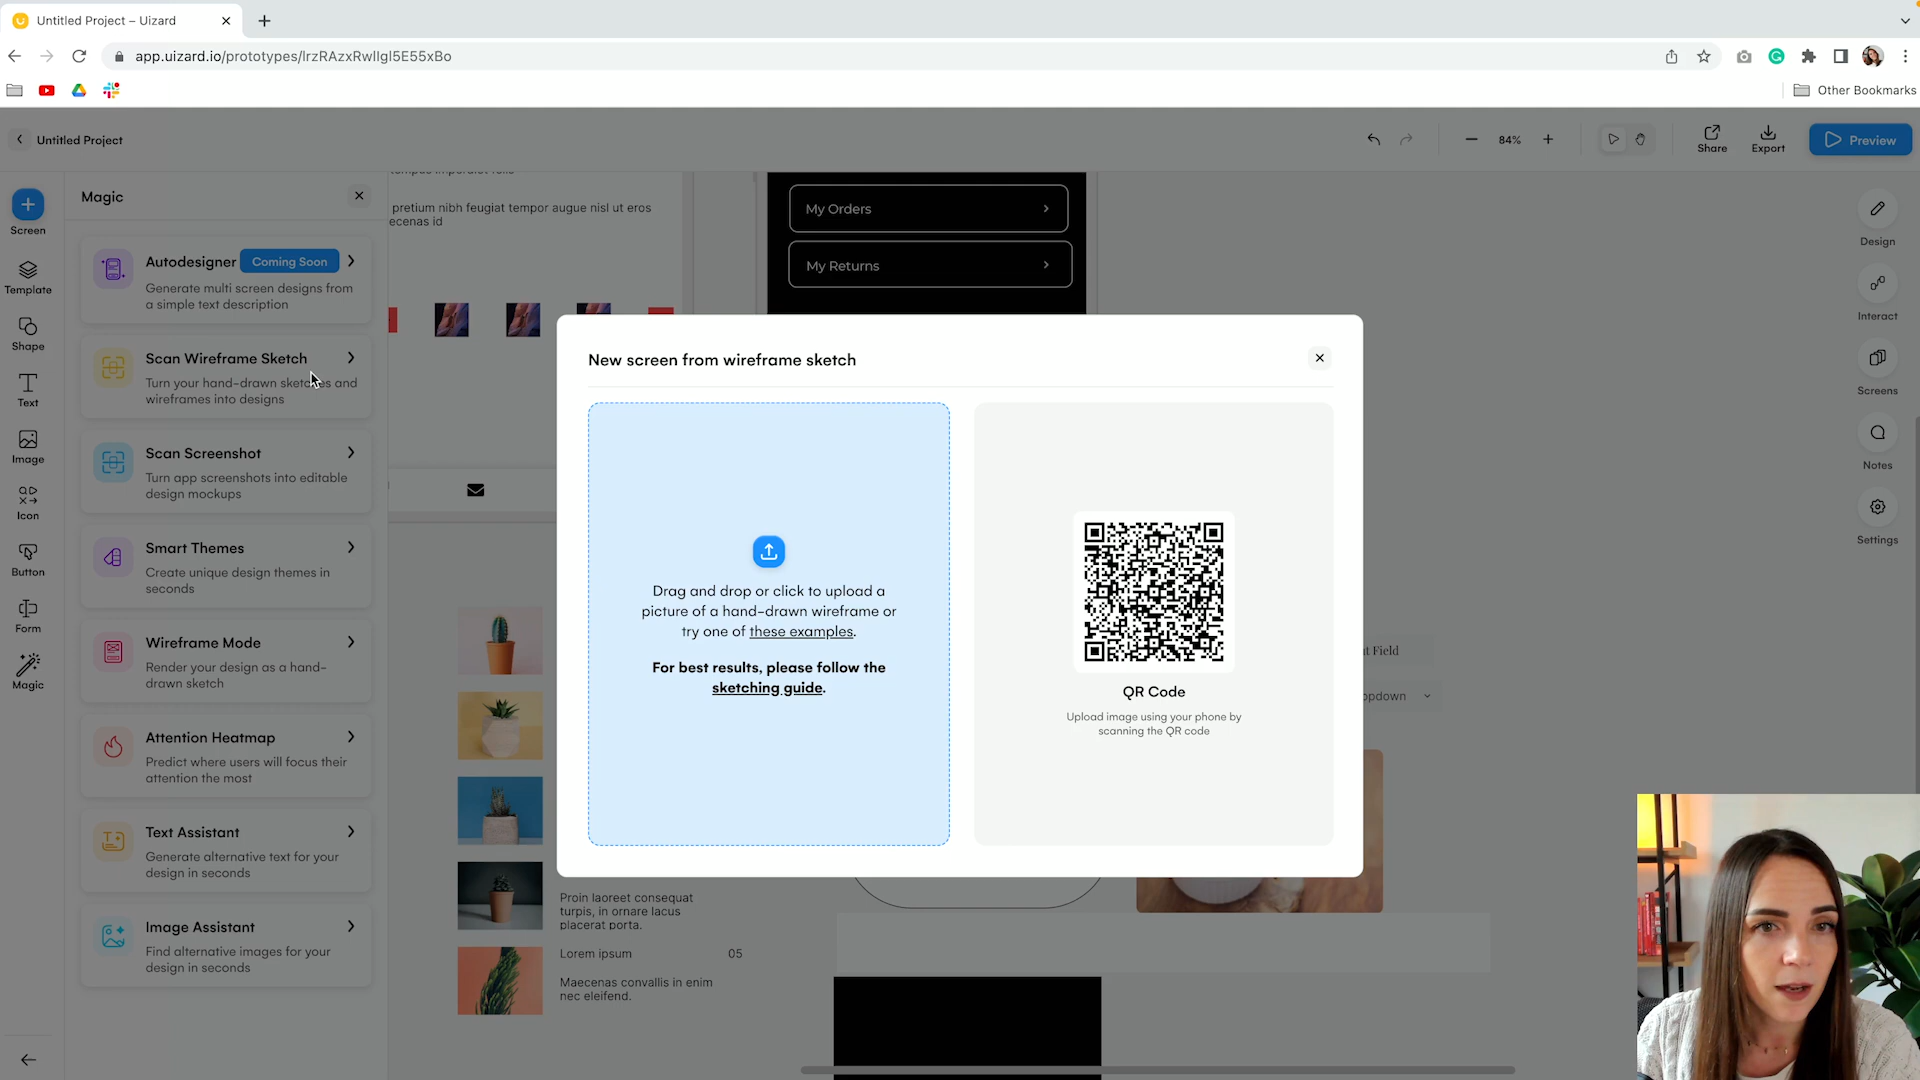 Untitled Project – Uizard
app.uizard.io/prototypes/lrzRAzxRwlIgl5E55xBo
Other Bookmarks
Untitled Project
84%
Share
Export
Preview
Screen
Template
Shape
Text
Image
Icon
Button
Form
Magic
Magic
Autodesigner Coming Soon
Generate multi screen designs from
a simple text description
Scan Wireframe Sketch
Turn your hand-drawn sketches and
wireframes into designs
Scan Screenshot
Turn app screenshots into editable
design mockups
Smart Themes
Create unique design themes in
seconds
Wireframe Mode
Render your design as a hand-
drawn sketch
Attention Heatmap
Predict where users will focus their
attention the most
Text Assistant
Generate alternative text for your
design in seconds
Image Assistant
Find alternative images for your
design in seconds
pretium nibh feugiat tempor augue nisl ut eros
ecenas id
My Orders
My Returns
New screen from wireframe sketch
Drag and drop or click to upload a
picture of a hand-drawn wireframe or
try one of these examples.
For best results, please follow the
sketching guide.
QR Code
Upload image using your phone by
scanning the QR code
t Field
opdown
Proin laoreet consequat
turpis, in ornare lacus
placerat porta.
Lorem ipsum 05
Maecenas convallis in enim
nec eleifend.
Design
Interact
Screens
Notes
Settings